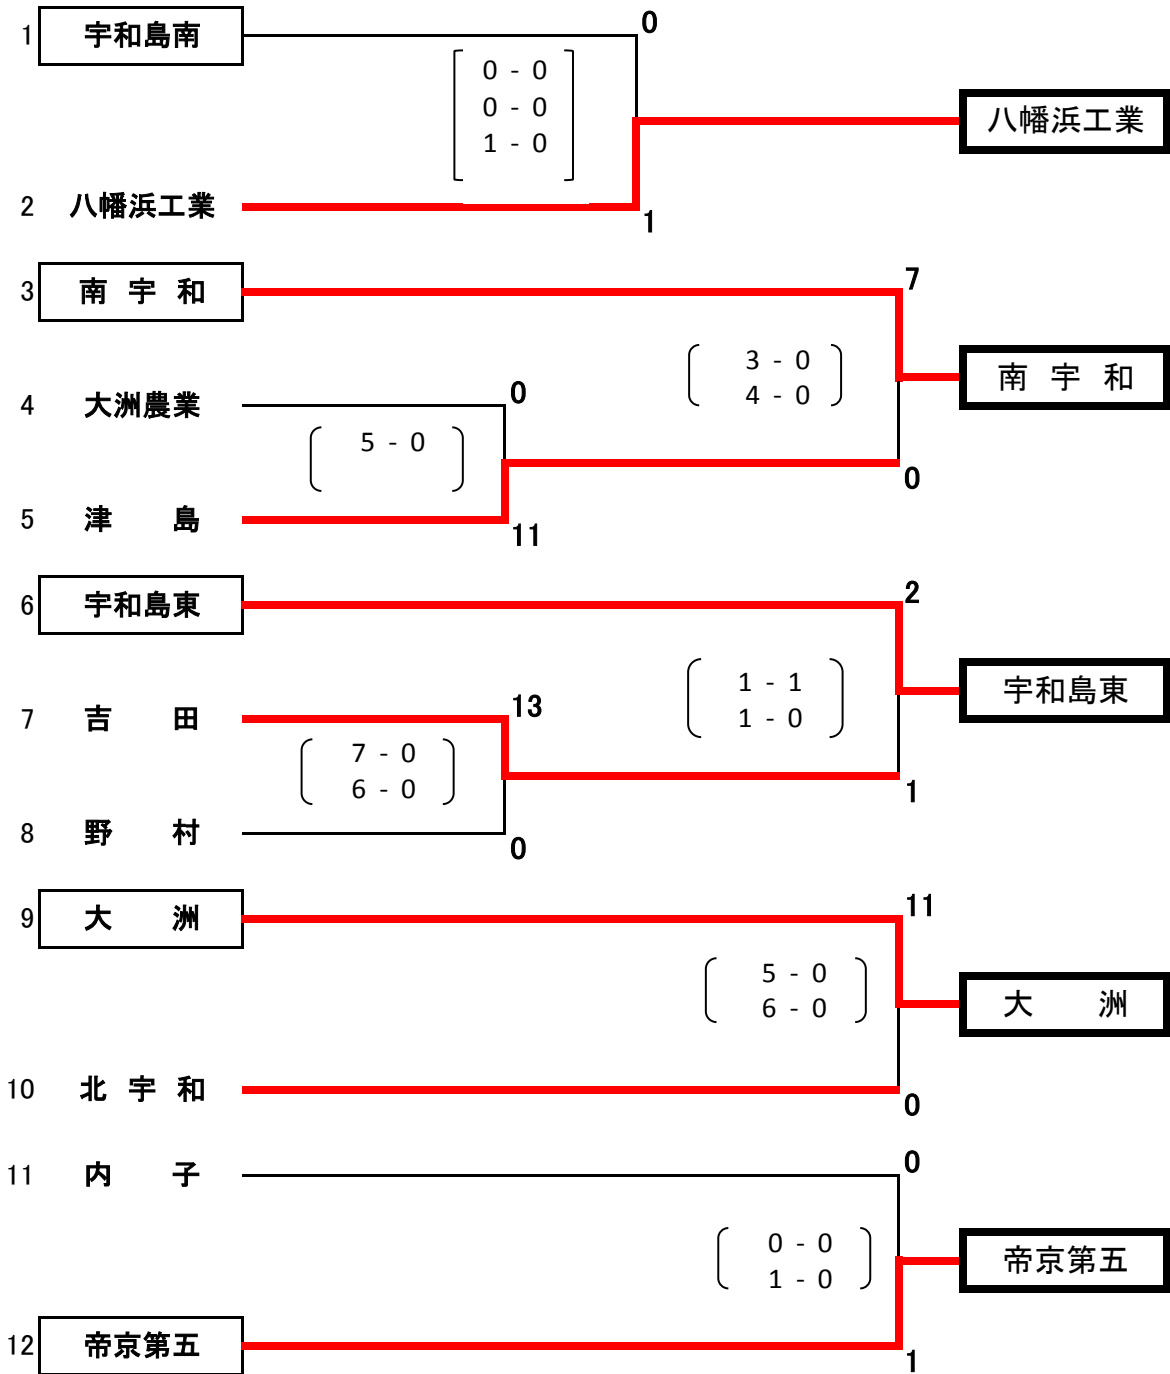 1 宇和島南 0
0 - 0
0 - 0
1 - 0
八幡浜工業
2 八幡浜工業 1
3 南 宇 和 7
3 - 0
4 - 0
南 宇 和
4 大洲農業 0
5 - 0
0
5 津 島 11
6 宇和島東 2
1 - 1
1 - 0
宇和島東
7 吉 田 13
7 - 0
6 - 0
1
8 野 村 0
9 大 洲 11
5 - 0
6 - 0
大 洲
10 北 宇 和 0
11 内 子 0
0 - 0
1 - 0
帝京第五
12 帝京第五 1